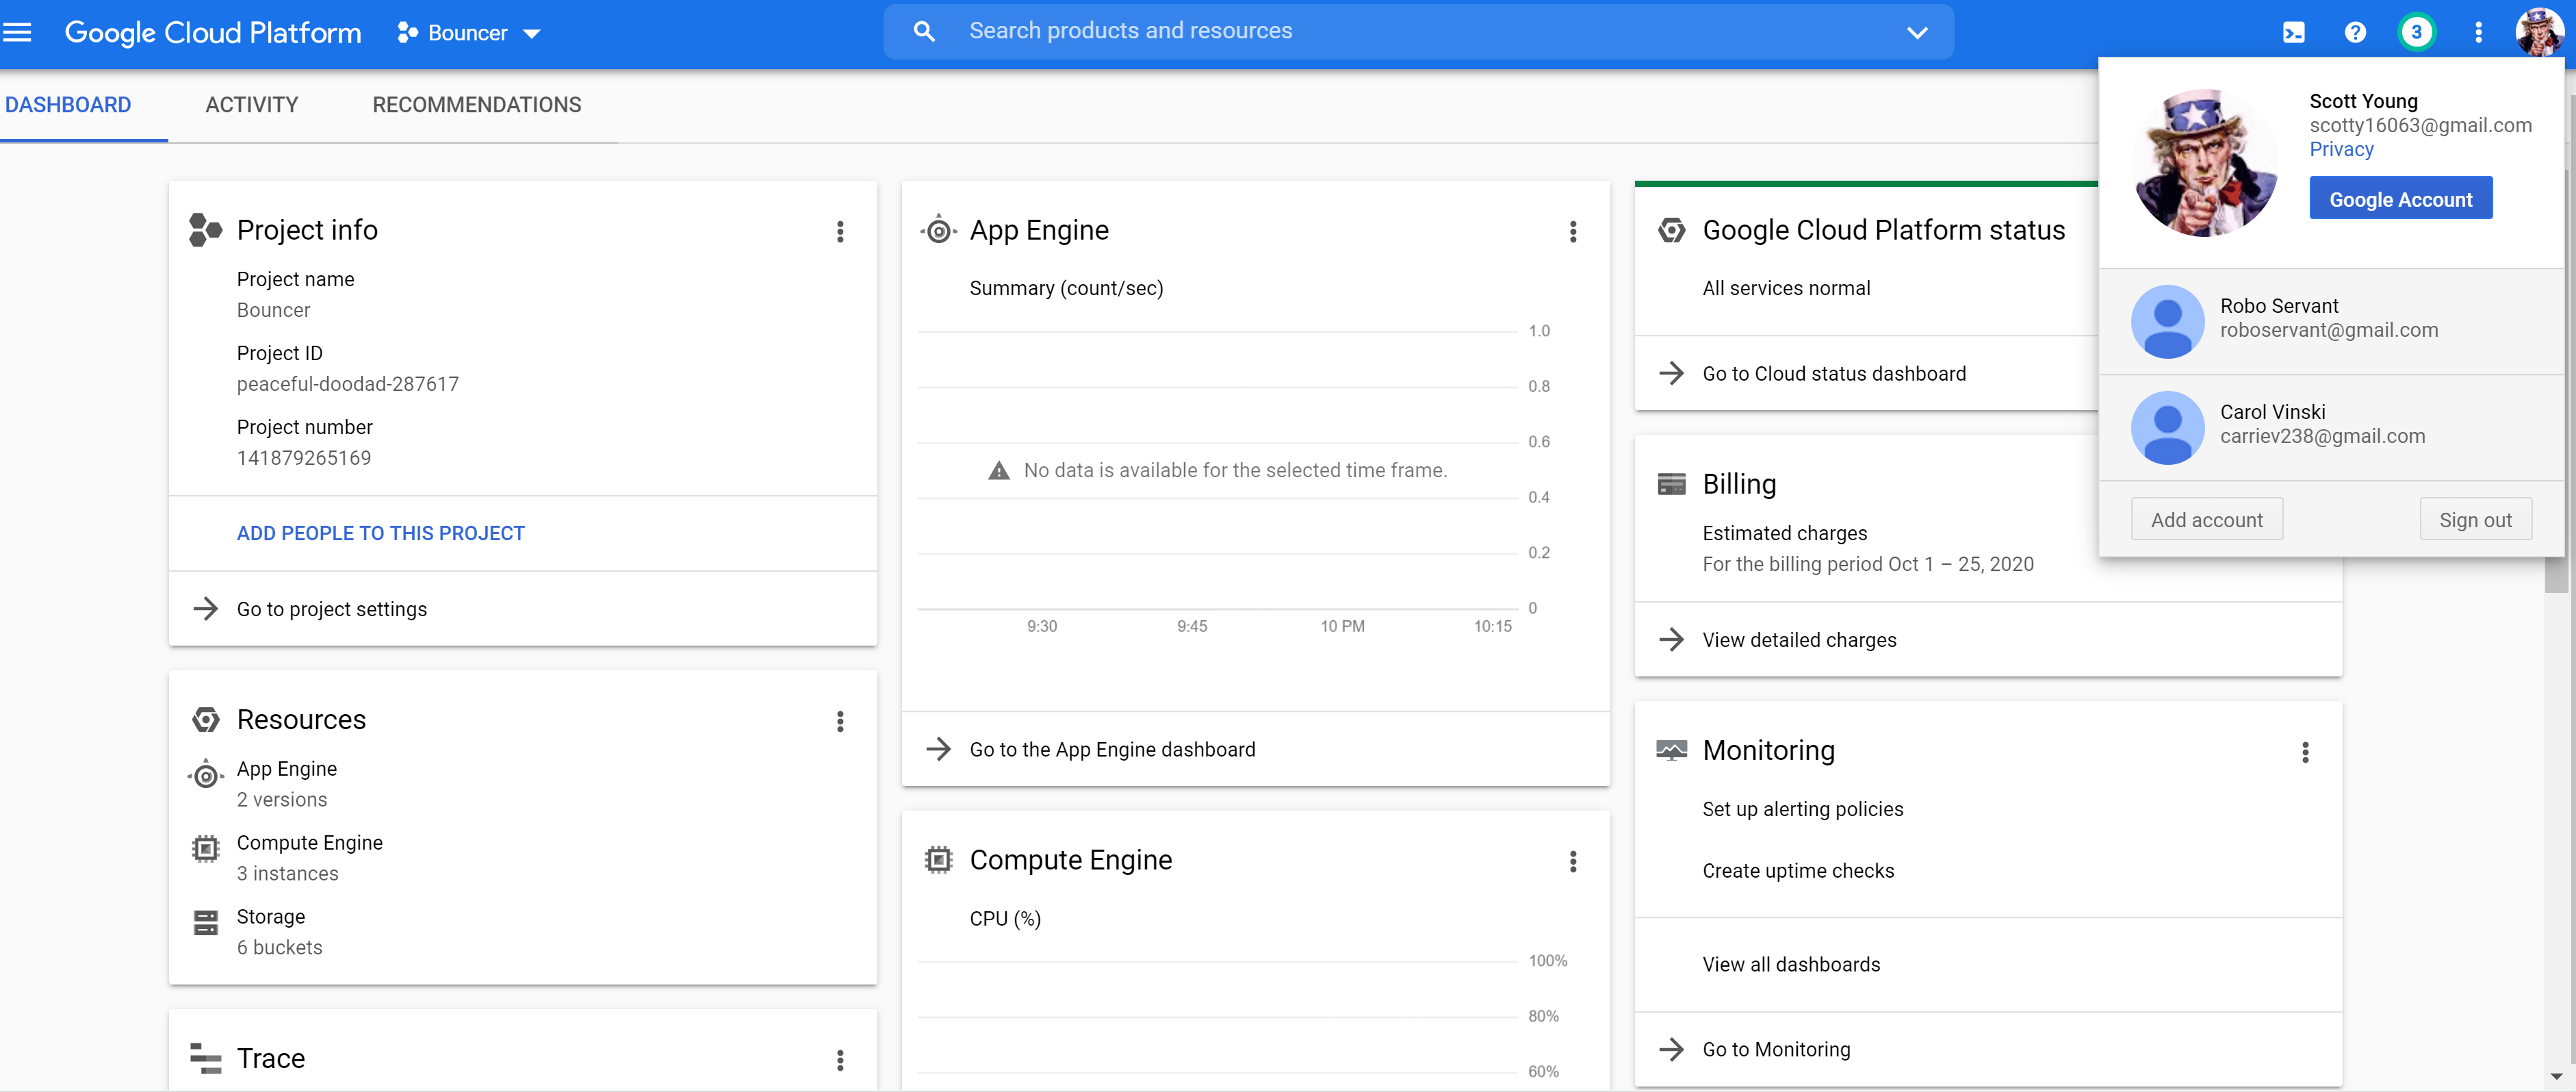 Google Cloud Platform
Bouncer
Search products and resources
3
DASHBOARD
ACTIVITY
RECOMMENDATIONS
Project info
Project name
Bouncer
Project ID
peaceful-doodad-287617
Project number
141879265169
ADD PEOPLE TO THIS PROJECT
Go to project settings
Resources
App Engine
2 versions
Compute Engine
3 instances
Storage
6 buckets
Trace
App Engine
Summary (count/sec)
1.0
0.8
0.6
No data is available for the selected time frame.
0.4
0.2
0
9:30 9:45 10 PM 10:15
Go to the App Engine dashboard
Compute Engine
CPU (%)
100%
80%
60%
Google Cloud Platform status
All services normal
Go to Cloud status dashboard
Billing
Estimated charges
For the billing period Oct 1 – 25, 2020
View detailed charges
Monitoring
Set up alerting policies
Create uptime checks
View all dashboards
Go to Monitoring
Scott Young
scotty16063@gmail.com
Privacy
Google Account
Robo Servant
roboservant@gmail.com
Carol Vinski
carriev238@gmail.com
Add account
Sign out